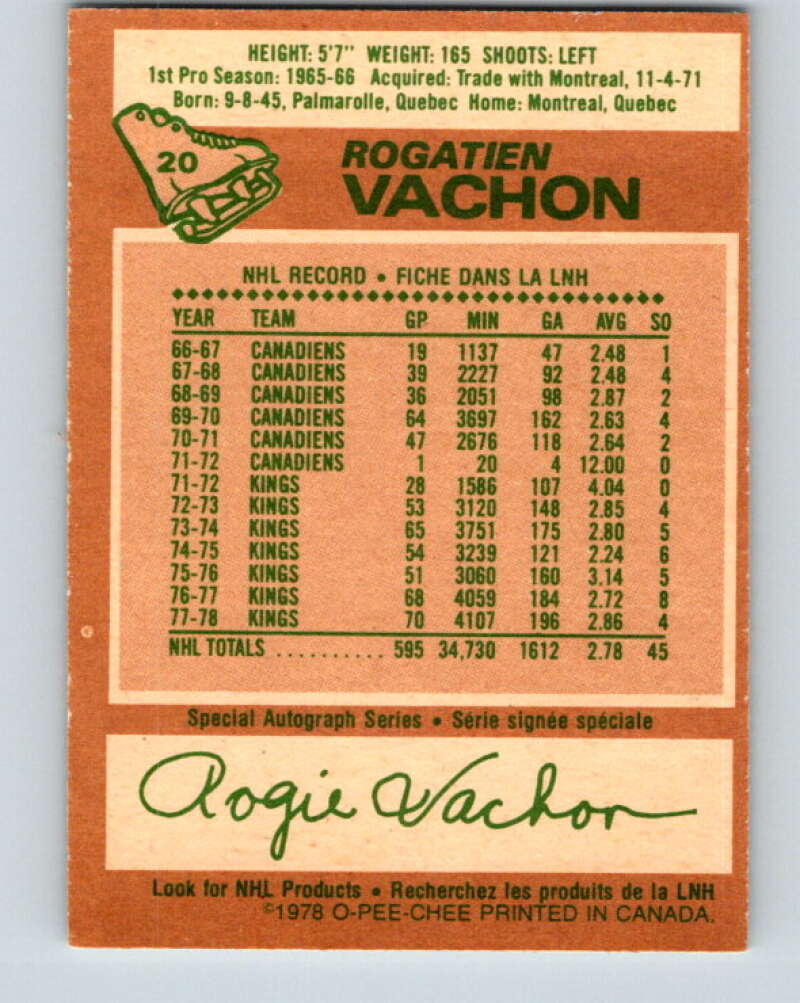 HEIGHT: 5'7" WEIGHT: 165 SHOOTS: LEFT
1st Pro Season: 1965-66 Acquired: Trade with Montreal, 11-4-71
Born: 9-8-45, Palmarolle, Quebec Home: Montreal, Quebec
20
ROGATIEN
VACHON
NHL RECORD • FICHE DANS LA LNH
YEAR TEAM GP MIN GA AVG SO
66-67 CANADIENS 19 1137 47 2.48 1
67-68 CANADIENS 39 2227 92 2.48 4
68-69 CANADIENS 36 2051 98 2.87 2
69-70 CANADIENS 64 3697 162 2.63 4
70-71 CANADIENS 47 2676 118 2.64 2
71-72 CANADIENS 1 20 4 12.00 0
71-72 KINGS 28 1586 107 4.04 0
72-73 KINGS 53 3120 148 2.85 4
73-74 KINGS 65 3751 175 2.80 5
74-75 KINGS 54 3239 121 2.24 6
75-76 KINGS 51 3060 160 3.14 5
76-77 KINGS 68 4059 184 2.72 8
77-78 KINGS 70 4107 196 2.86 4
NHL TOTALS .......... 595 34,730 1612 2.78 45
Special Autograph Series • Série signée spéciale
Rogie Vachon
Look for NHL Products • Recherchez les produits de la LNH
©1978 O-PEE-CHEE PRINTED IN CANADA.